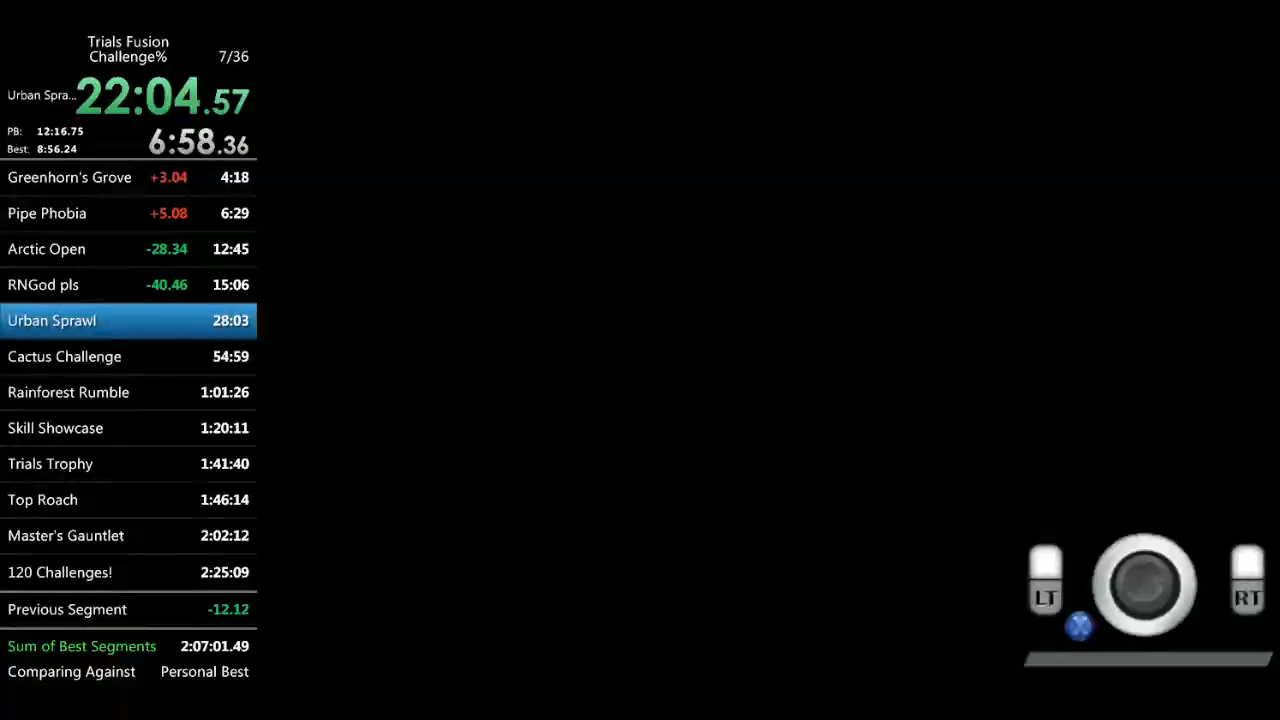 Trials Fusion
Challenge% 7/36
Urban Spra... 22:04.57
PB: 12:16.75
Best: 8:56.24
6:58.36
Greenhorn's Grove +3.04 4:18
Pipe Phobia +5.08 6:29
Arctic Open -28.34 12:45
RNGod pls -40.46 15:06
Urban Sprawl 28:03
Cactus Challenge 54:59
Rainforest Rumble 1:01:26
Skill Showcase 1:20:11
Trials Trophy 1:41:40
Top Roach 1:46:14
Master's Gauntlet 2:02:12
120 Challenges! 2:25:09
Previous Segment -12.12
Sum of Best Segments 2:07:01.49
Comparing Against Personal Best
LT X RT